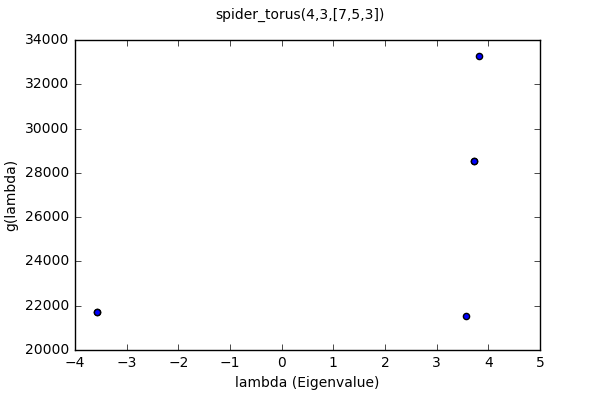 spider_torus(4,3,[7,5,3])
34000
32000
30000
28000
26000
24000
22000
20000
g(lambda)
−4 −3 −2 −1 0 1 2 3 4 5
lambda (Eigenvalue)